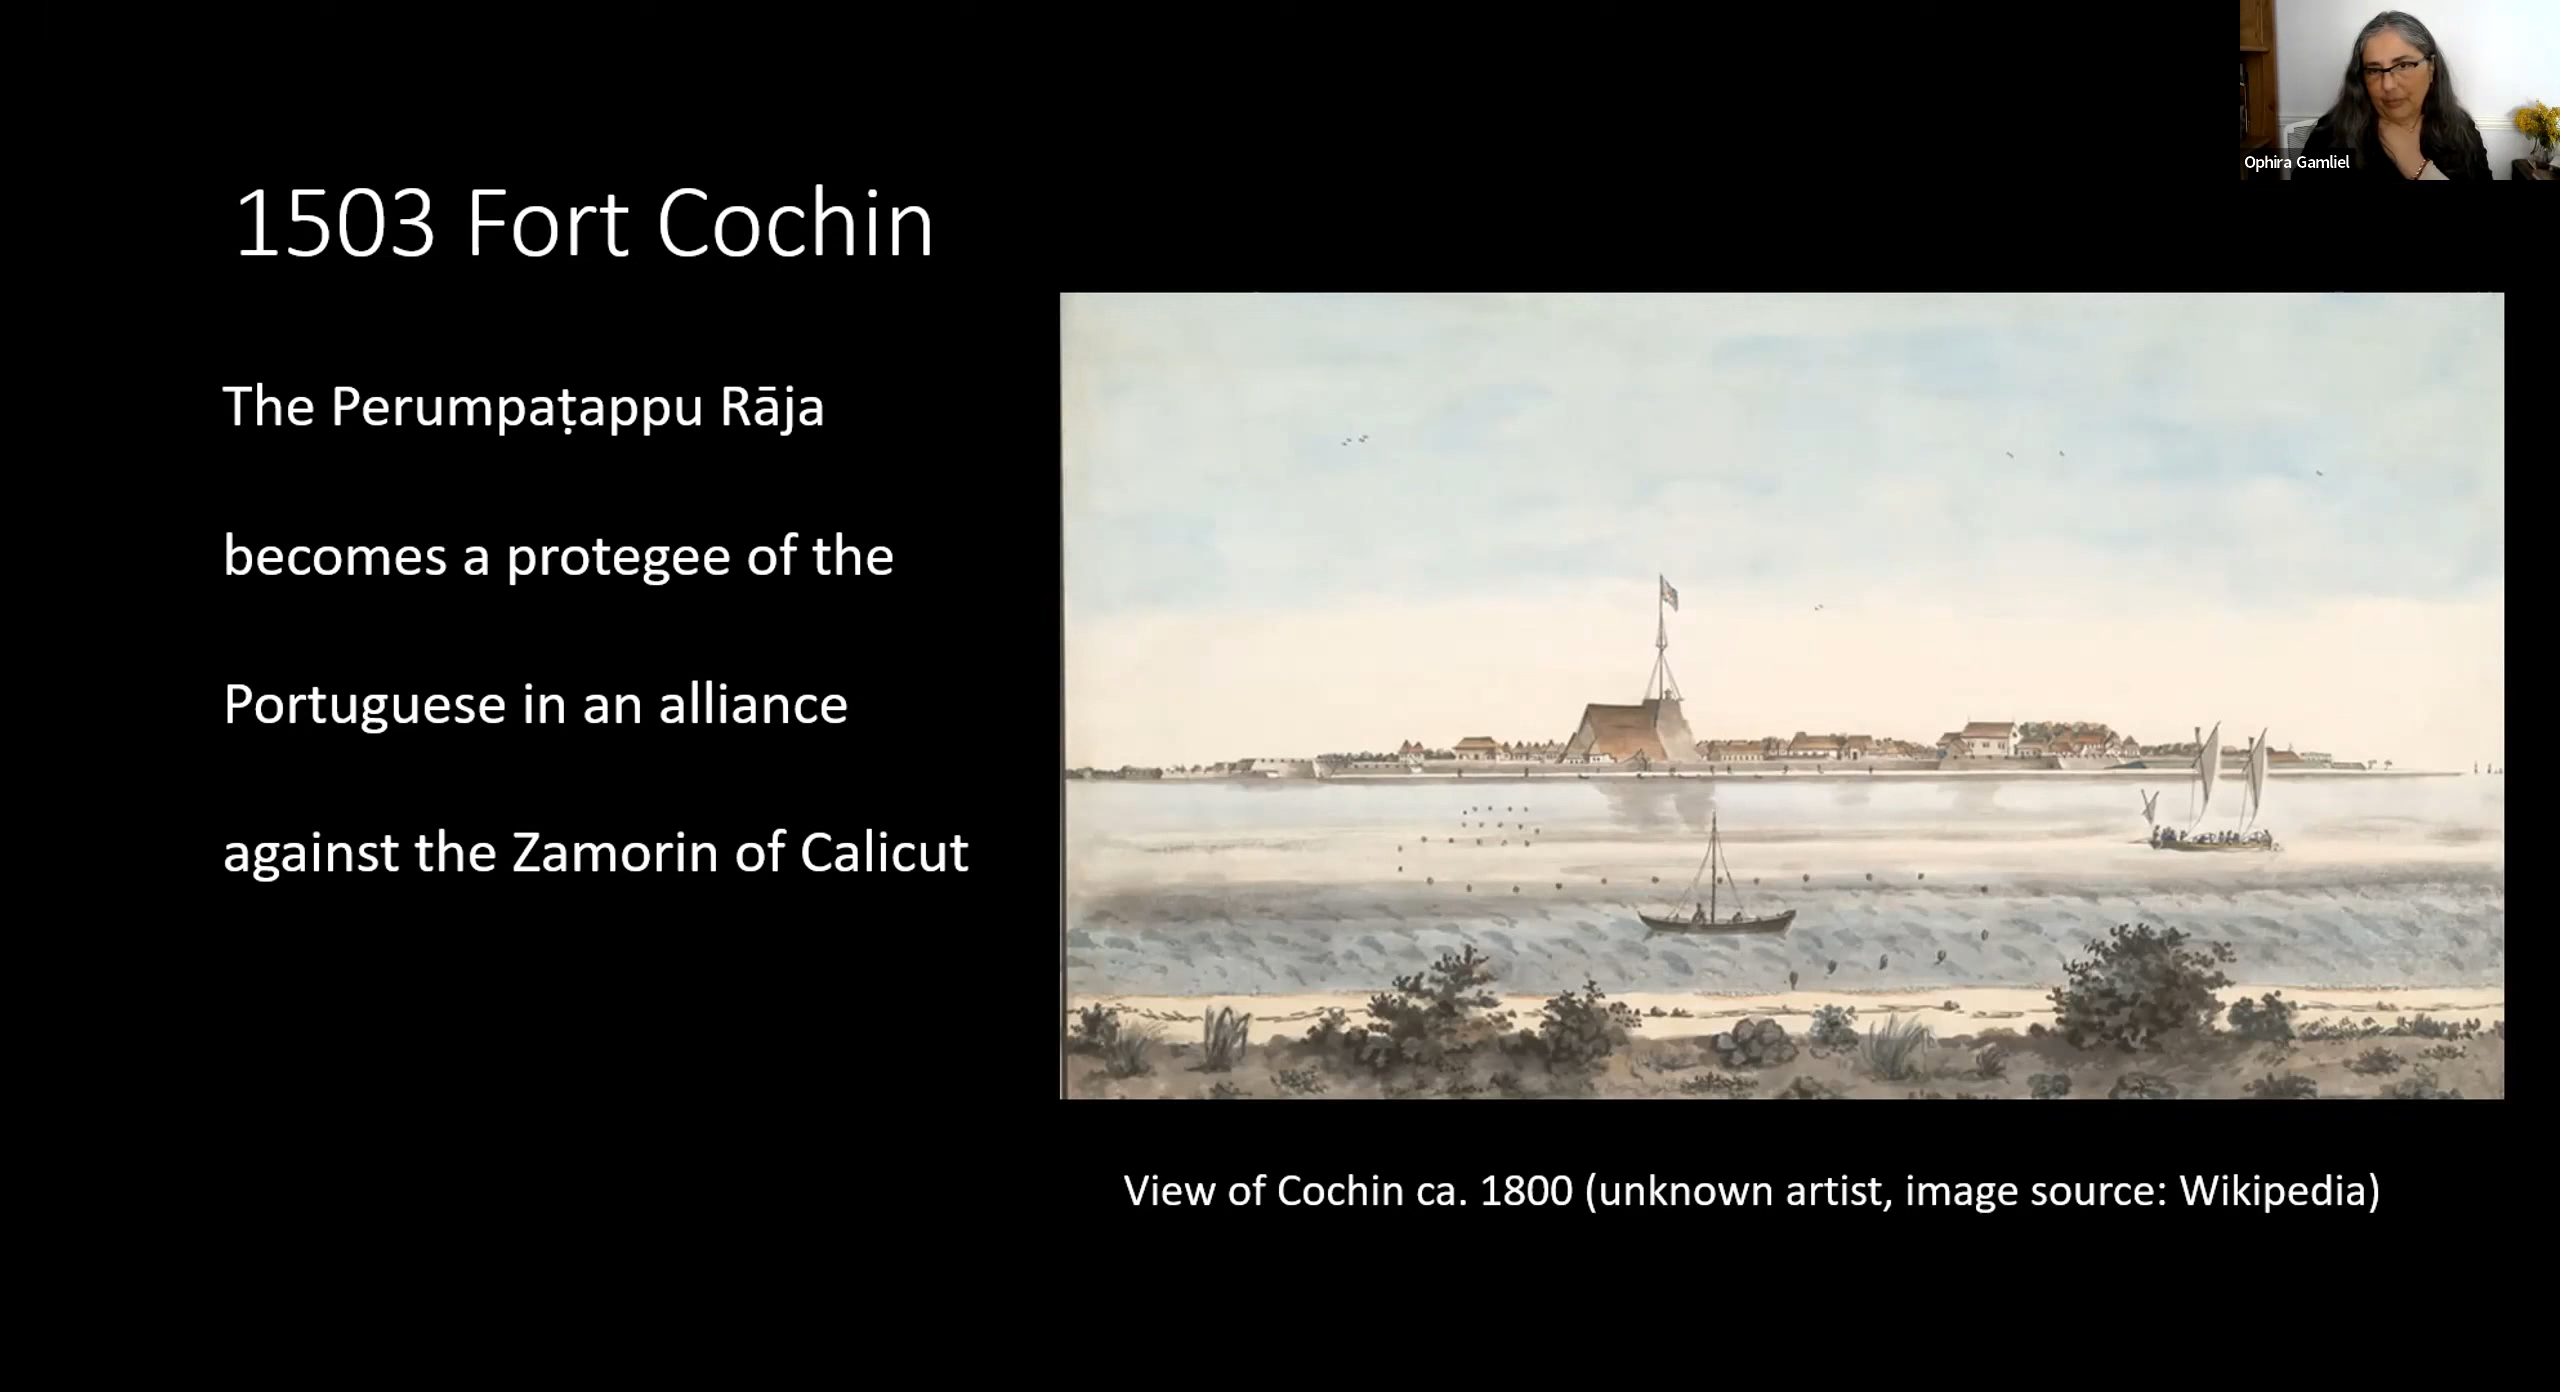 Ophira Gamliel
1503 Fort Cochin
The Perumpaṭappu Rāja
becomes a protegee of the
Portuguese in an alliance
against the Zamorin of Calicut
View of Cochin ca. 1800 (unknown artist, image source: Wikipedia)